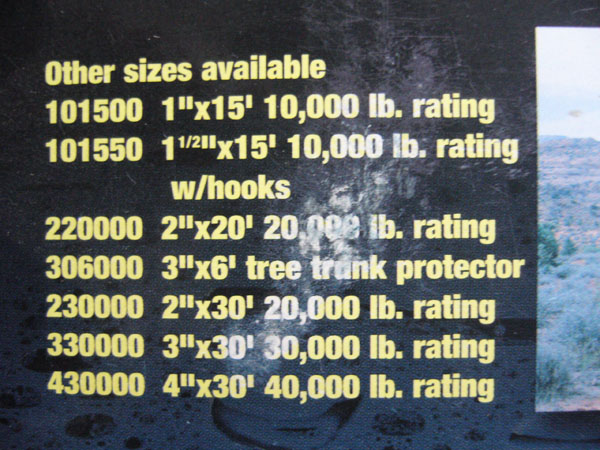 Other sizes available
101500 1"x15' 10,000 lb. rating
101550 1 1/2"x15' 10,000 lb. rating
w/hooks
220000 2"x20' 20,000 lb. rating
306000 3"x6' tree trunk protector
230000 2"x30' 20,000 lb. rating
330000 3"x30' 30,000 lb. rating
430000 4"x30' 40,000 lb. rating